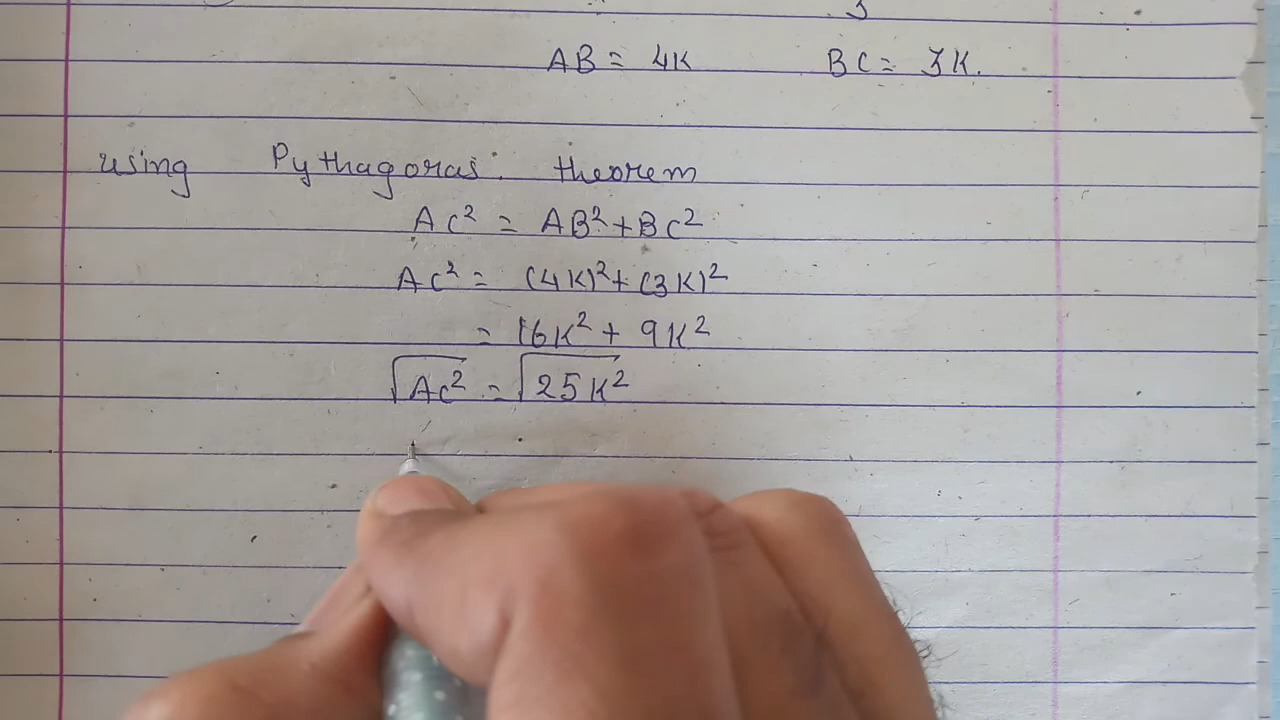 3
AB = 4K BC = 3K.
using Pythagoras theorem
AC² = AB² + BC²
AC² = (4K)² + (3K)²
= 16K² + 9K²
√AC² = √25K²